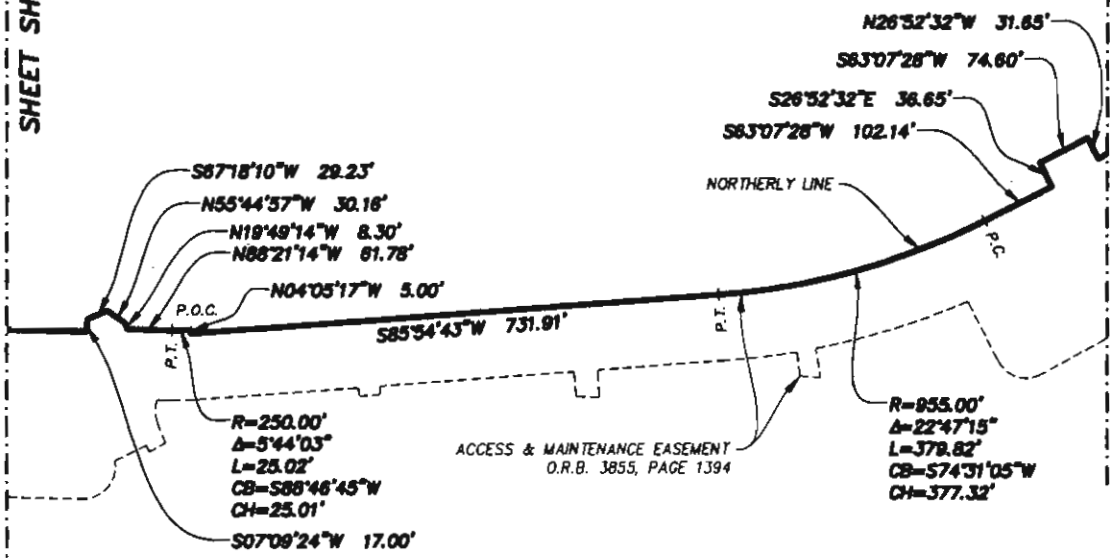 SHEET SH
N26°52'32"W 31.65'
S63°07'28"W 74.60'
S26°52'32"E 36.65'
S63°07'28"W 102.14'
NORTHERLY LINE
P.C.
S67°18'10"W 29.23'
N55°44'57"W 30.16'
N19°49'14"W 8.30'
N88°21'14"W 61.78'
N04°05'17"W 5.00'
P.O.C.
P.T.
S85°54'43"W 731.91'
P.T.
R=250.00'
Δ=5°44'03"
L=25.02'
CB=S88°46'45"W
CH=25.01'
S07°09'24"W 17.00'
ACCESS & MAINTENANCE EASEMENT
O.R.B. 3855, PAGE 1394
R=955.00'
Δ=22°47'15"
L=379.82'
CB=S74°31'05"W
CH=377.32'